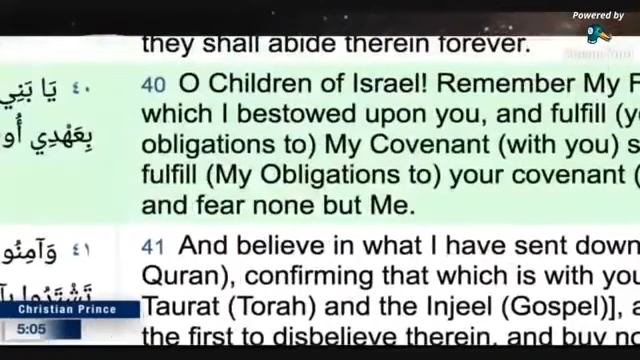 Powered by
they shall abide therein forever.
٤٠ يَا بَنِي
بِعَهْدِي أُو
40 O Children of Israel! Remember My F
which I bestowed upon you, and fulfill (y
obligations to) My Covenant (with you) s
fulfill (My Obligations to) your covenant (
and fear none but Me.
٤١ وَآمِنُو
41 And believe in what I have sent down
Quran), confirming that which is with you
Taurat (Torah) and the Injeel (Gospel)], a
the first to disbelieve therein, and buy no
Christian Prince
5:05